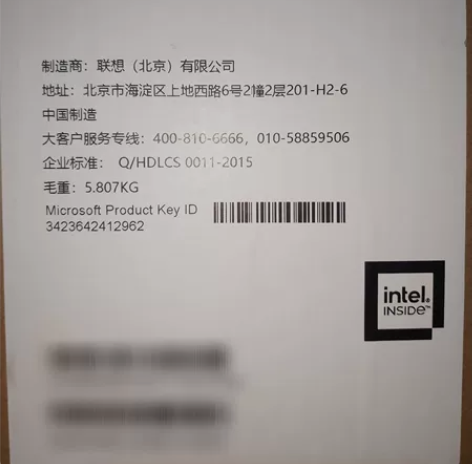 制造商：联想（北京）有限公司
地址：北京市海淀区上地西路6号2幢2层201-H2-6
中国制造
大客户服务专线：400-810-6666，010-58859506
企业标准： Q/HDLCS 0011-2015
毛重：5.807KG
Microsoft Product Key ID
3423642412962
intel.
INSIDE™